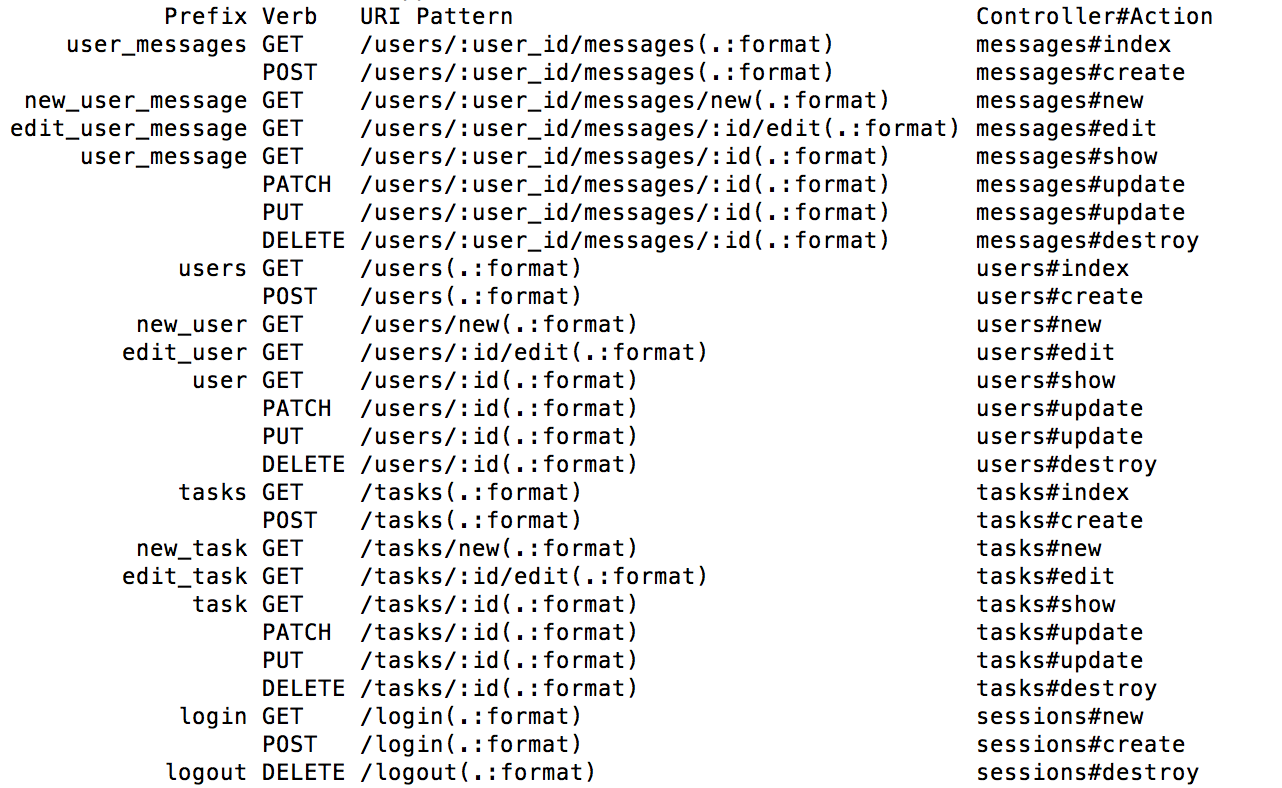 Prefix Verb URI Pattern Controller#Action
user_messages GET /users/:user_id/messages(.:format) messages#index
POST /users/:user_id/messages(.:format) messages#create
new_user_message GET /users/:user_id/messages/new(.:format) messages#new
edit_user_message GET /users/:user_id/messages/:id/edit(.:format) messages#edit
user_message GET /users/:user_id/messages/:id(.:format) messages#show
PATCH /users/:user_id/messages/:id(.:format) messages#update
PUT /users/:user_id/messages/:id(.:format) messages#update
DELETE /users/:user_id/messages/:id(.:format) messages#destroy
users GET /users(.:format) users#index
POST /users(.:format) users#create
new_user GET /users/new(.:format) users#new
edit_user GET /users/:id/edit(.:format) users#edit
user GET /users/:id(.:format) users#show
PATCH /users/:id(.:format) users#update
PUT /users/:id(.:format) users#update
DELETE /users/:id(.:format) users#destroy
tasks GET /tasks(.:format) tasks#index
POST /tasks(.:format) tasks#create
new_task GET /tasks/new(.:format) tasks#new
edit_task GET /tasks/:id/edit(.:format) tasks#edit
task GET /tasks/:id(.:format) tasks#show
PATCH /tasks/:id(.:format) tasks#update
PUT /tasks/:id(.:format) tasks#update
DELETE /tasks/:id(.:format) tasks#destroy
login GET /login(.:format) sessions#new
POST /login(.:format) sessions#create
logout DELETE /logout(.:format) sessions#destroy